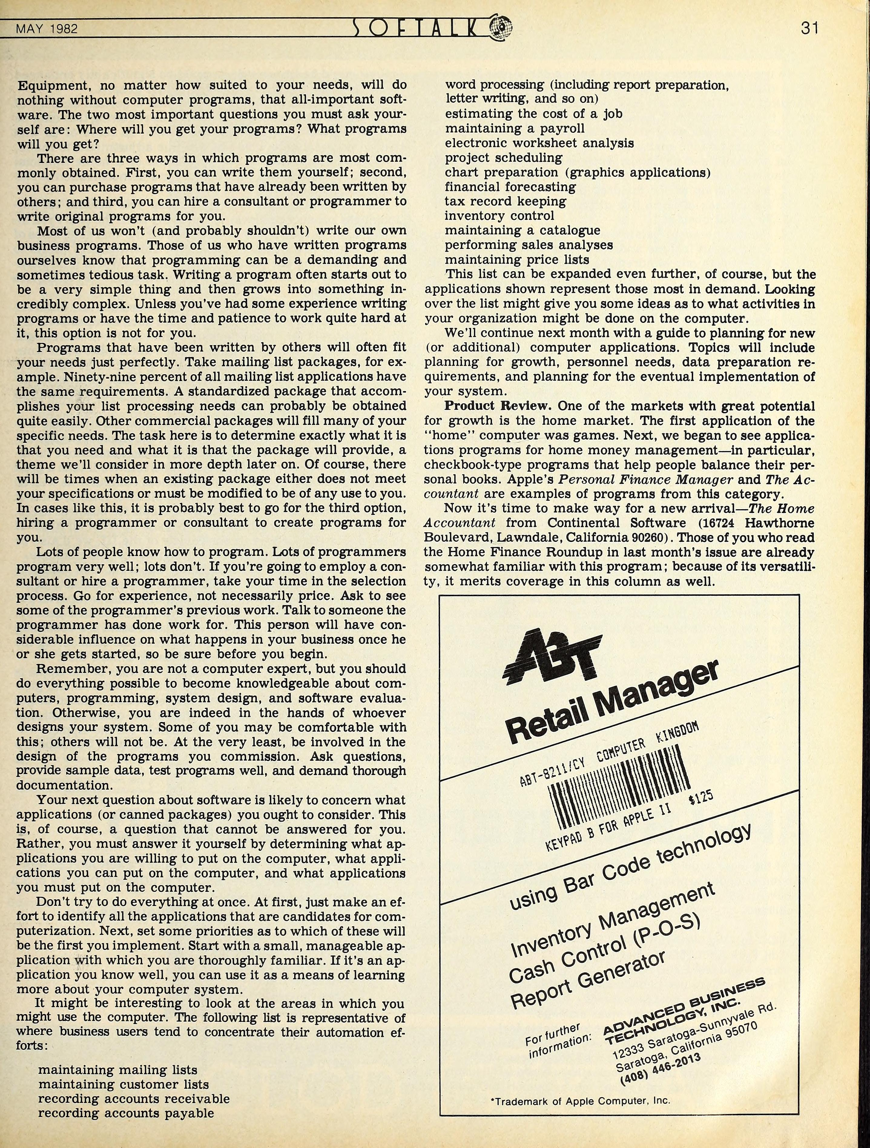 MAY 1982
SOFTALK
31
Equipment, no matter how suited to your needs, will do
nothing without computer programs, that all-important soft-
ware. The two most important questions you must ask your-
self are: Where will you get your programs? What programs
will you get?
There are three ways in which programs are most com-
monly obtained. First, you can write them yourself; second,
you can purchase programs that have already been written by
others; and third, you can hire a consultant or programmer to
write original programs for you.
Most of us won't (and probably shouldn't) write our own
business programs. Those of us who have written programs
ourselves know that programming can be a demanding and
sometimes tedious task. Writing a program often starts out to
be a very simple thing and then grows into something in-
credibly complex. Unless you've had some experience writing
programs or have the time and patience to work quite hard at
it, this option is not for you.
Programs that have been written by others will often fit
your needs just perfectly. Take mailing list packages, for ex-
ample. Ninety-nine percent of all mailing list applications have
the same requirements. A standardized package that accom-
plishes your list processing needs can probably be obtained
quite easily. Other commercial packages will fill many of your
specific needs. The task here is to determine exactly what it is
that you need and what it is that the package will provide, a
theme we'll consider in more depth later on. Of course, there
will be times when an existing package either does not meet
your specifications or must be modified to be of any use to you.
In cases like this, it is probably best to go for the third option,
hiring a programmer or consultant to create programs for
you.
Lots of people know how to program. Lots of programmers
program very well; lots don't. If you're going to employ a con-
sultant or hire a programmer, take your time in the selection
process. Go for experience, not necessarily price. Ask to see
some of the programmer's previous work. Talk to someone the
programmer has done work for. This person will have con-
siderable influence on what happens in your business once he
or she gets started, so be sure before you begin.
Remember, you are not a computer expert, but you should
do everything possible to become knowledgeable about com-
puters, programming, system design, and software evalua-
tion. Otherwise, you are indeed in the hands of whoever
designs your system. Some of you may be comfortable with
this; others will not be. At the very least, be involved in the
design of the programs you commission. Ask questions,
provide sample data, test programs well, and demand thorough
documentation.
Your next question about software is likely to concern what
applications (or canned packages) you ought to consider. This
is, of course, a question that cannot be answered for you.
Rather, you must answer it yourself by determining what ap-
plications you are willing to put on the computer, what appli-
cations you can put on the computer, and what applications
you must put on the computer.
Don't try to do everything at once. At first, just make an ef-
fort to identify all the applications that are candidates for com-
puterization. Next, set some priorities as to which of these will
be the first you implement. Start with a small, manageable ap-
plication with which you are thoroughly familiar. If it's an ap-
plication you know well, you can use it as a means of learning
more about your computer system.
It might be interesting to look at the areas in which you
might use the computer. The following list is representative of
where business users tend to concentrate their automation ef-
forts:
maintaining mailing lists
maintaining customer lists
recording accounts receivable
recording accounts payable
word processing (including report preparation,
letter writing, and so on)
estimating the cost of a job
maintaining a payroll
electronic worksheet analysis
project scheduling
chart preparation (graphics applications)
financial forecasting
tax record keeping
inventory control
maintaining a catalogue
performing sales analyses
maintaining price lists
This list can be expanded even further, of course, but the
applications shown represent those most in demand. Looking
over the list might give you some ideas as to what activities in
your organization might be done on the computer.
We'll continue next month with a guide to planning for new
(or additional) computer applications. Topics will include
planning for growth, personnel needs, data preparation re-
quirements, and planning for the eventual implementation of
your system.
Product Review. One of the markets with great potential
for growth is the home market. The first application of the
"home" computer was games. Next, we began to see applica-
tions programs for home money management—in particular,
checkbook-type programs that help people balance their per-
sonal books. Apple's Personal Finance Manager and The Ac-
countant are examples of programs from this category.
Now it's time to make way for a new arrival—The Home
Accountant from Continental Software (16724 Hawthorne
Boulevard, Lawndale, California 90260). Those of you who read
the Home Finance Roundup in last month's issue are already
somewhat familiar with this program; because of its versatili-
ty, it merits coverage in this column as well.
ABT
Retail Manager
ABT-8211/CY COMPUTER KINGDOM
KEYPAD B FOR APPLE II $125
using Bar Code technology
Inventory Management
Cash Control (P-O-S)
Report Generator
For further
information:
ADVANCED BUSINESS
TECHNOLOGY, INC.
12333 Saratoga-Sunnyvale Rd.
Saratoga, California 95070
(408) 446-2013
*Trademark of Apple Computer, Inc.